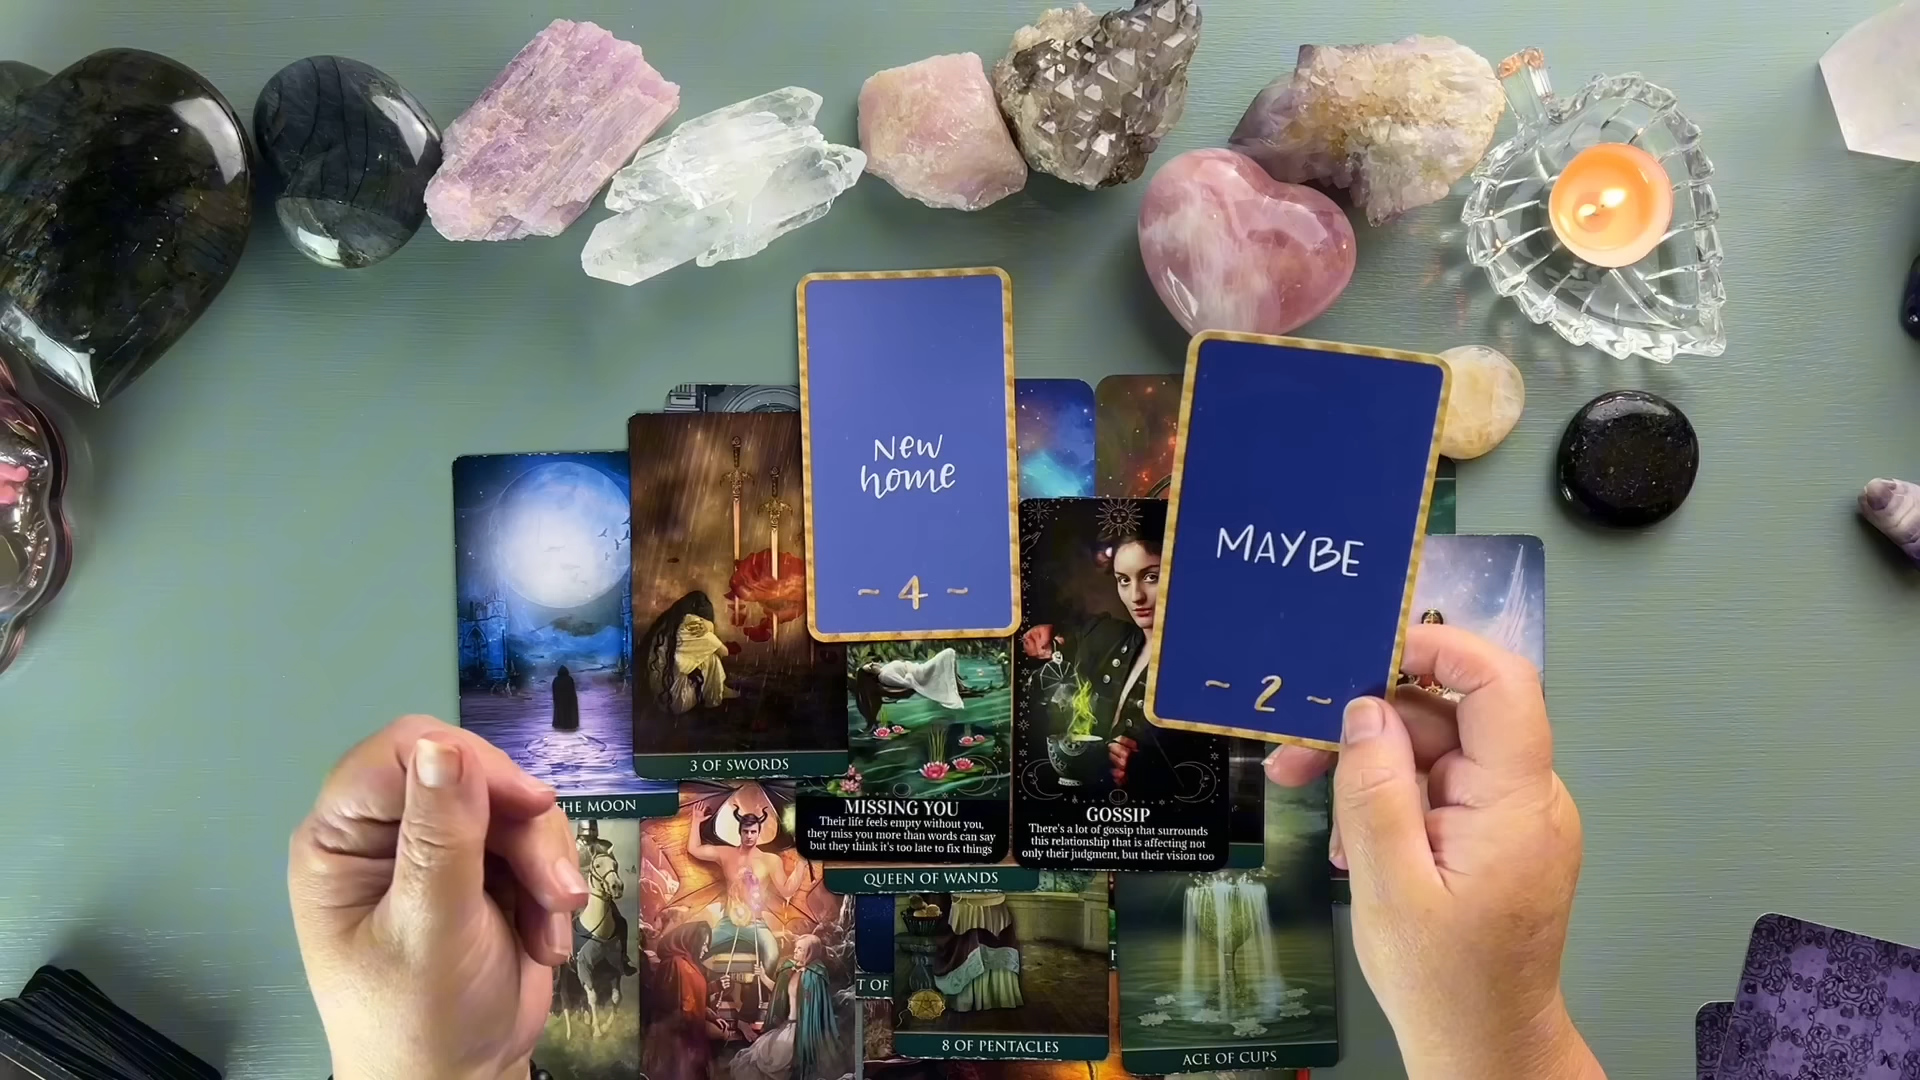 New
home
~ 4 ~
MAYBE
~ 2 ~
3 OF SWORDS
THE MOON
MISSING YOU
Their life feels empty without you,
they miss you more than words can say
but they think it's too late to fix things
GOSSIP
There's a lot of gossip that surrounds
this relationship that is affecting not
only their judgment, but their vision too
QUEEN OF WANDS
T OF
8 OF PENTACLES
ACE OF CUPS